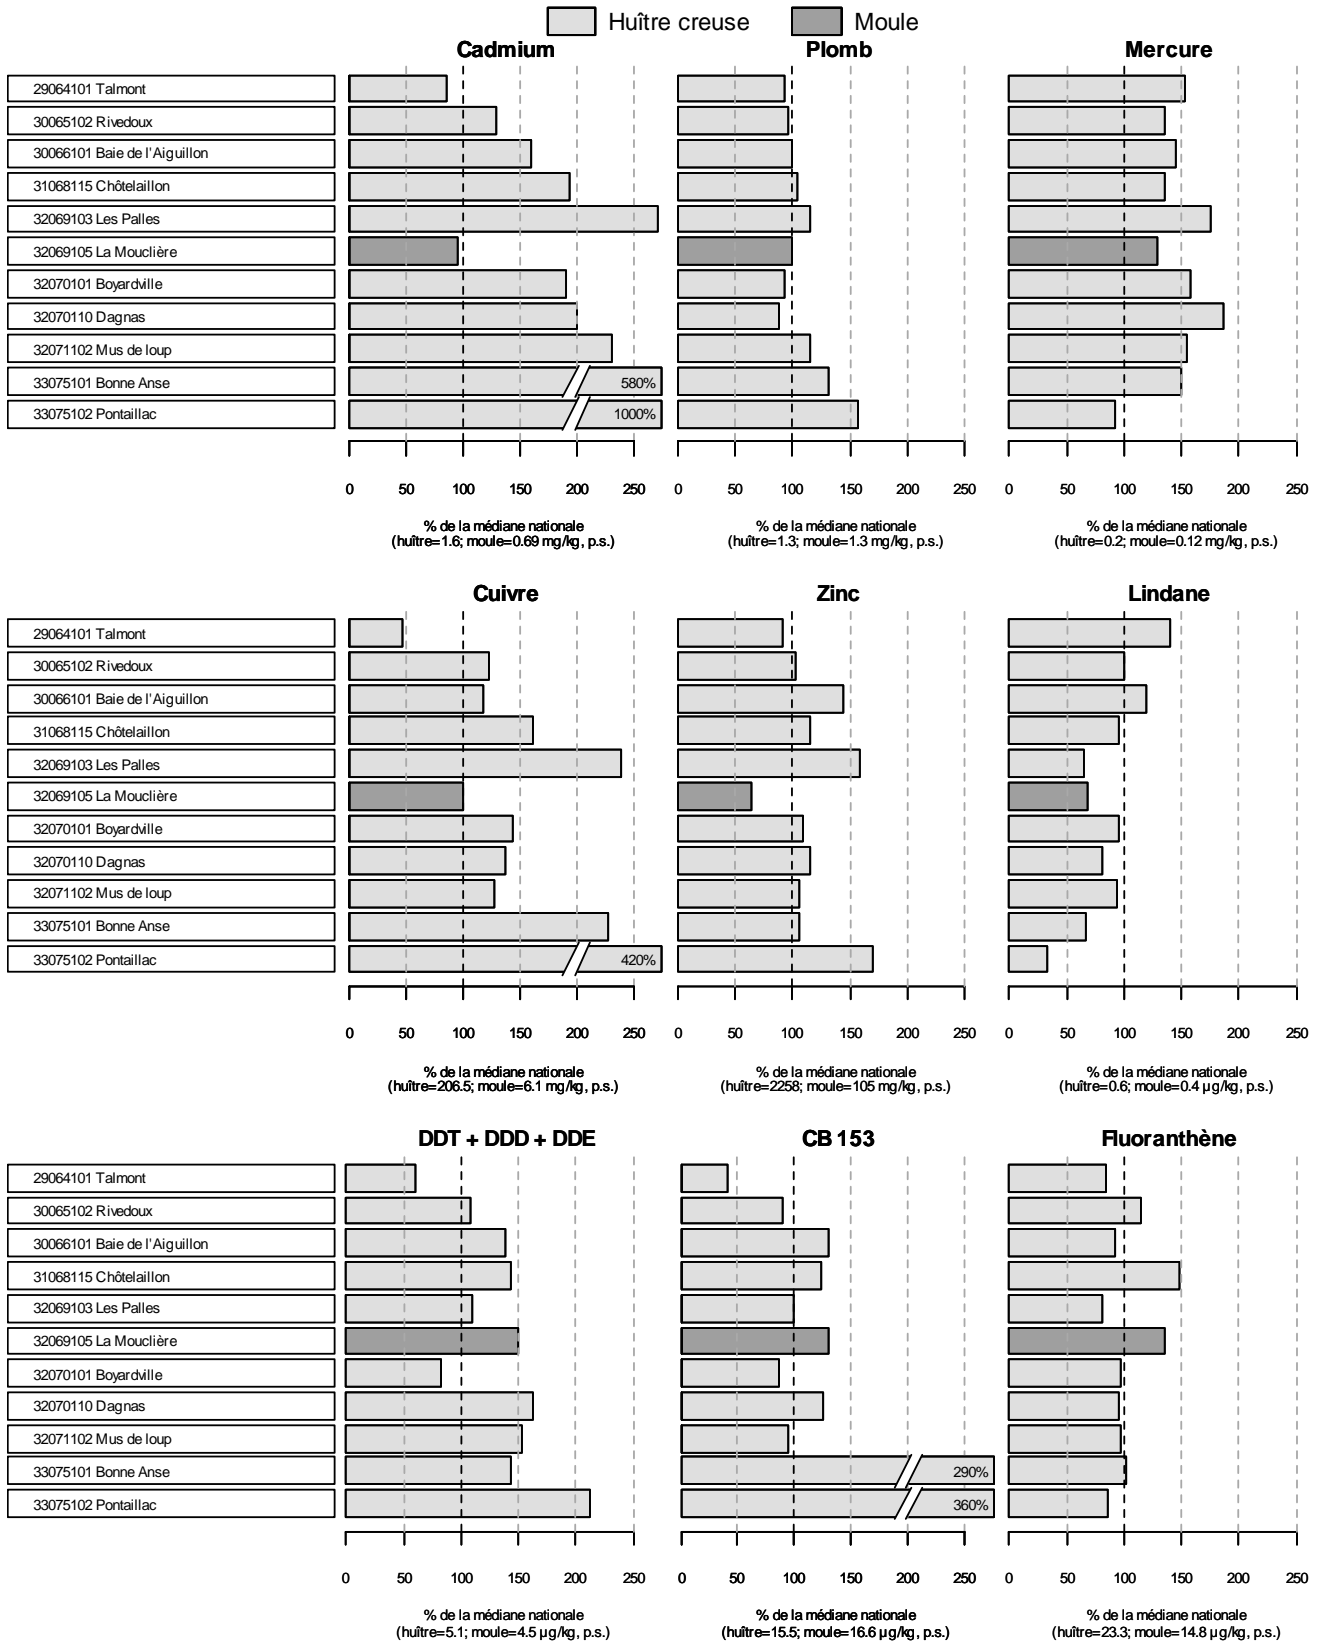 Huître creuse Moule
Cadmium Plomb Mercure
29064101 Talmont
30065102 Rivedoux
30066101 Baie de l'Aiguillon
31068115 Châtelaillon
32069103 Les Palles
32069105 La Mouclière
32070101 Boyardville
32070110 Dagnas
32071102 Mus de loup
33075101 Bonne Anse 580%
33075102 Pontaillac 1000%
0 50 100 150 200 250 0 50 100 150 200 250 0 50 100 150 200 250
% de la médiane nationale % de la médiane nationale % de la médiane nationale
(huître=1.6; moule=0.69 mg/kg, p.s.) (huître=1.3; moule=1.3 mg/kg, p.s.) (huître=0.2; moule=0.12 mg/kg, p.s.)
Cuivre Zinc Lindane
29064101 Talmont
30065102 Rivedoux
30066101 Baie de l'Aiguillon
31068115 Châtelaillon
32069103 Les Palles
32069105 La Mouclière
32070101 Boyardville
32070110 Dagnas
32071102 Mus de loup
33075101 Bonne Anse
33075102 Pontaillac 420%
0 50 100 150 200 250 0 50 100 150 200 250 0 50 100 150 200 250
% de la médiane nationale % de la médiane nationale % de la médiane nationale
(huître=206.5; moule=6.1 mg/kg, p.s.) (huître=2258; moule=105 mg/kg, p.s.) (huître=0.6; moule=0.4 µg/kg, p.s.)
DDT + DDD + DDE CB 153 Fluoranthène
29064101 Talmont
30065102 Rivedoux
30066101 Baie de l'Aiguillon
31068115 Châtelaillon
32069103 Les Palles
32069105 La Mouclière
32070101 Boyardville
32070110 Dagnas
32071102 Mus de loup
33075101 Bonne Anse 290%
33075102 Pontaillac 360%
0 50 100 150 200 250 0 50 100 150 200 250 0 50 100 150 200 250
% de la médiane nationale % de la médiane nationale % de la médiane nationale
(huître=5.1; moule=4.5 µg/kg, p.s.) (huître=15.5; moule=16.6 µg/kg, p.s.) (huître=23.3; moule=14.8 µg/kg, p.s.)